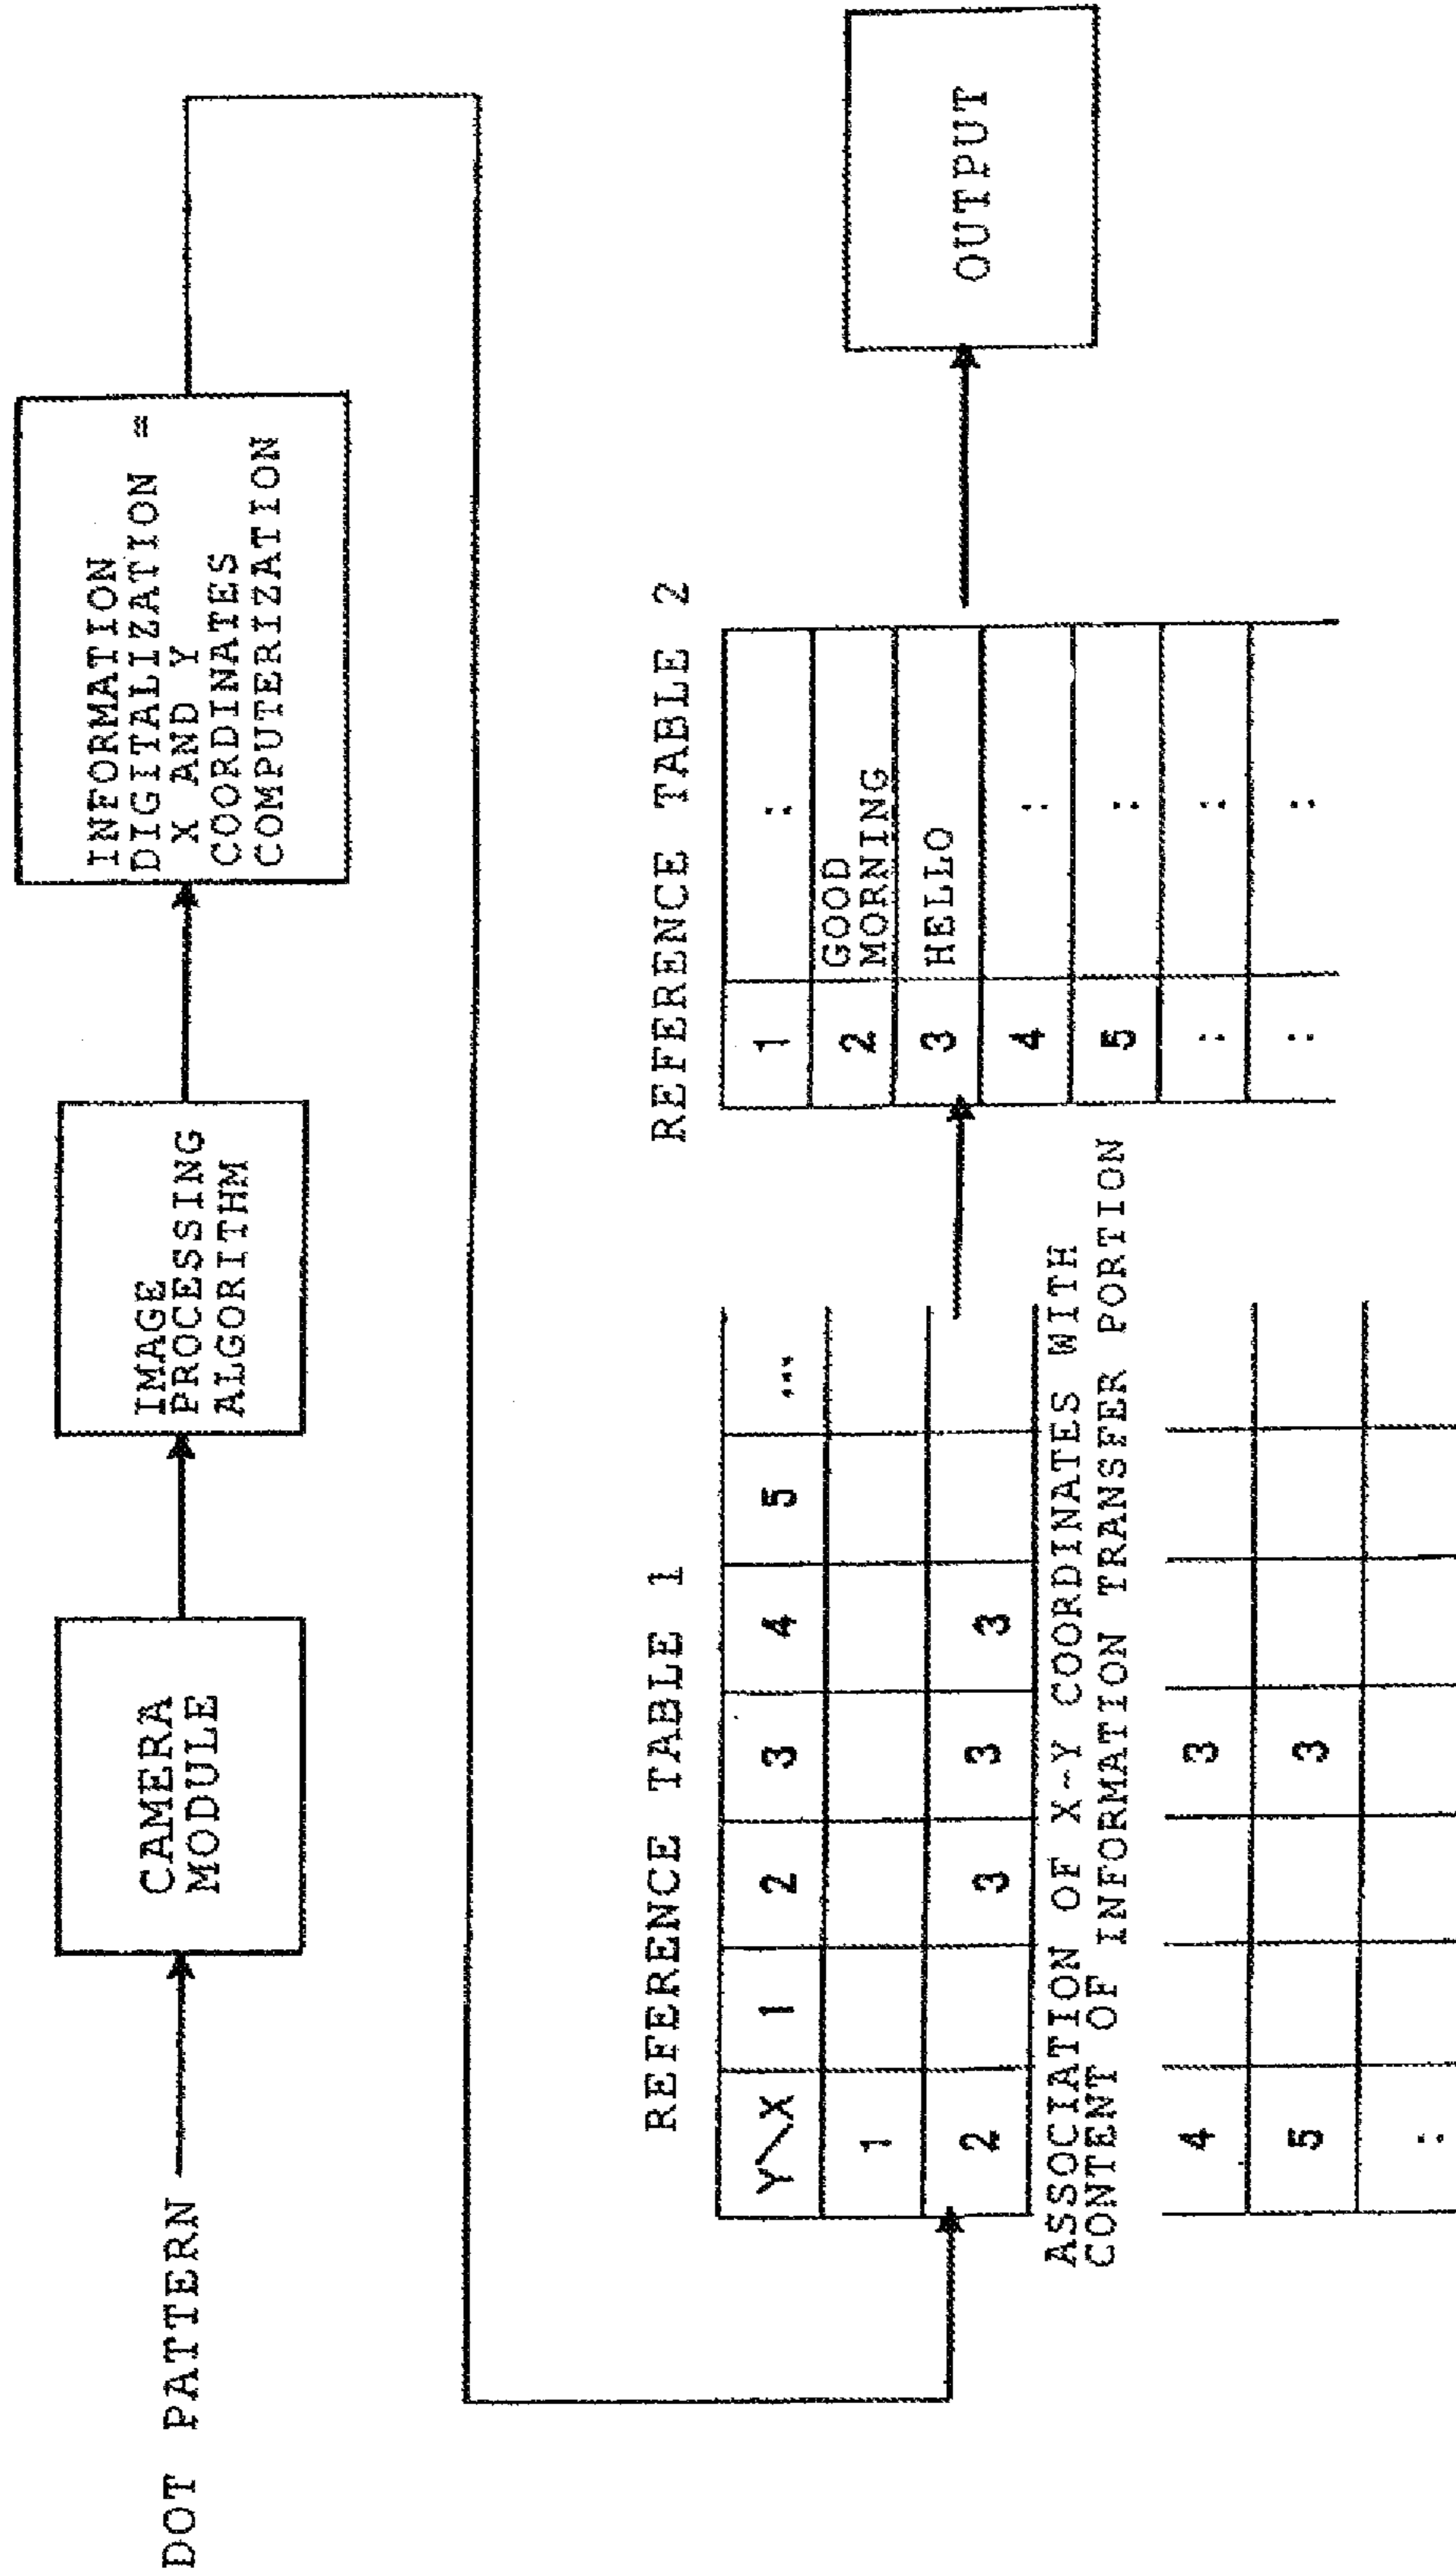 DOT PATTERN
CAMERA
MODULE
IMAGE
PROCESSING
ALGORITHM
INFORMATION
DIGITALIZATION =
X AND Y
COORDINATES
COMPUTERIZATION
REFERENCE TABLE 1
Y\X 1 2 3 4 5 ...
1
2 3 3 3
ASSOCIATION OF X-Y COORDINATES WITH
CONTENT OF INFORMATION TRANSFER PORTION
4 3
5 3
:
REFERENCE TABLE 2
1 :
2 GOOD
MORNING
3 HELLO
4 :
5 :
: :
: :
OUTPUT